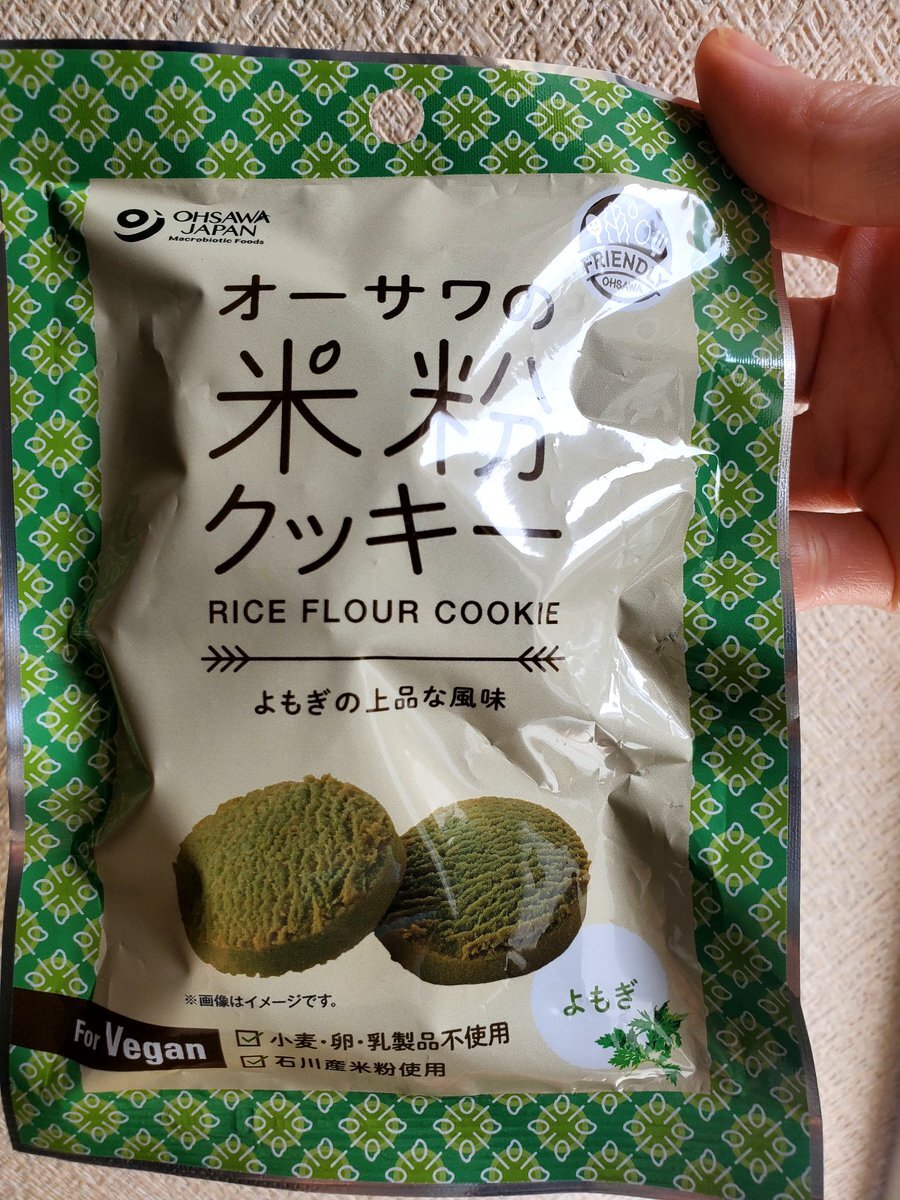 OHSAWA
JAPAN
Macrobiotic Foods
FRIENDLY
OHSAWA
オーサワの
米粉
クッキー
RICE FLOUR COOKIE
よもぎの上品な風味
※画像はイメージです。
よもぎ
For Vegan
小麦・卵・乳製品不使用
石川産米粉使用